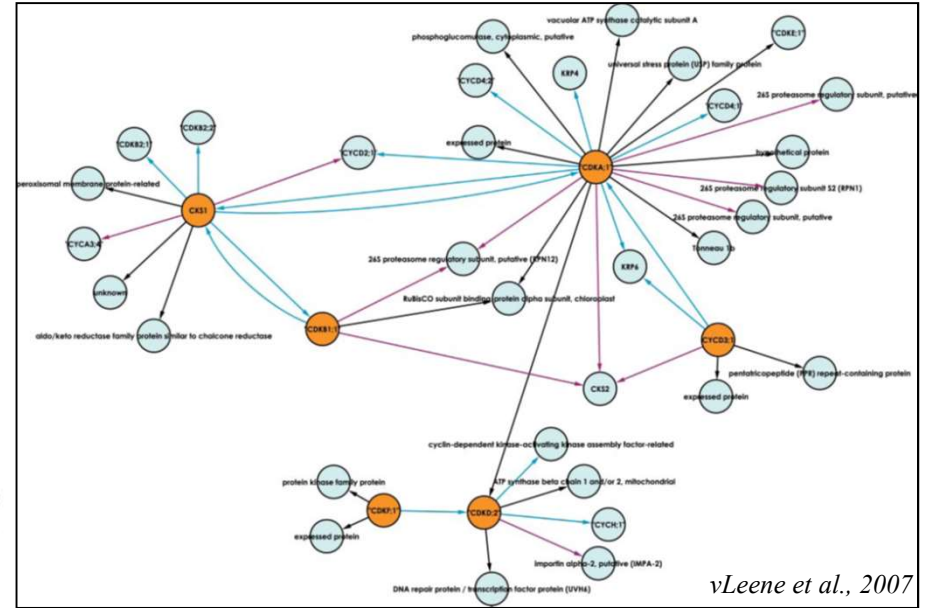 vacuolar ATP synthase catalytic subunit A
phosphoglucomutase, cytoplasmic, putative
"CDKE;1"
universal stress protein (USP) family protein
KRP4
"CYCD4;2"
26S proteasome regulatory subunit, putative
"CYCD4;1"
"CDKB2;2"
"CDKB2;1"
expressed protein
"CYCD2;1"
hypothetical protein
"CDKA;1"
peroxisomal membrane protein-related
26S proteasome regulatory subunit S2 (RPN1)
CKS1
26S proteasome regulatory subunit, putative
"CYCA3;4"
Tonneau 1b
26S proteasome regulatory subunit, putative (RPN12)
KRP6
unknown
RuBisCO subunit binding-protein alpha subunit, chloroplast
"CDKB1;1"
aldo/keto reductase family protein similar to chalcone reductase
CYCD3;1
pentatricopeptide (PPR) repeat-containing protein
CKS2
expressed protein
cyclin-dependent kinase-activating kinase assembly factor-related
protein kinase family protein
ATP synthase beta chain 1 and/or 2, mitochondrial
"CDKF;1"
"CDKD;2"
"CYCH;1"
expressed protein
importin alpha-2, putative (IMPA-2)
DNA repair protein / transcription factor protein (UVH6)
vLeene et al., 2007